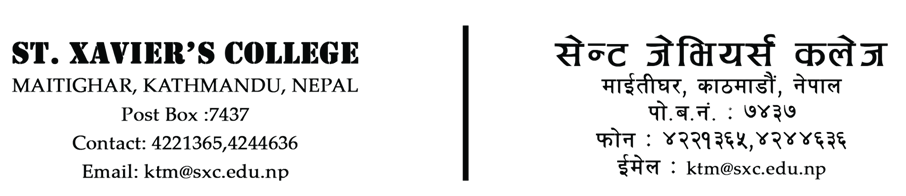 ST. XAVIER'S COLLEGE
MAITIGHAR, KATHMANDU, NEPAL
Post Box :7437
Contact: 4221365,4244636
Email: ktm@sxc.edu.np
सेन्ट जेभियर्स कलेज
माईतीघर, काठमाडौं, नेपाल
पो.ब.नं. : ७४३७
फोन : ४२२१३६५,४२४४६३६
ईमेल : ktm@sxc.edu.np